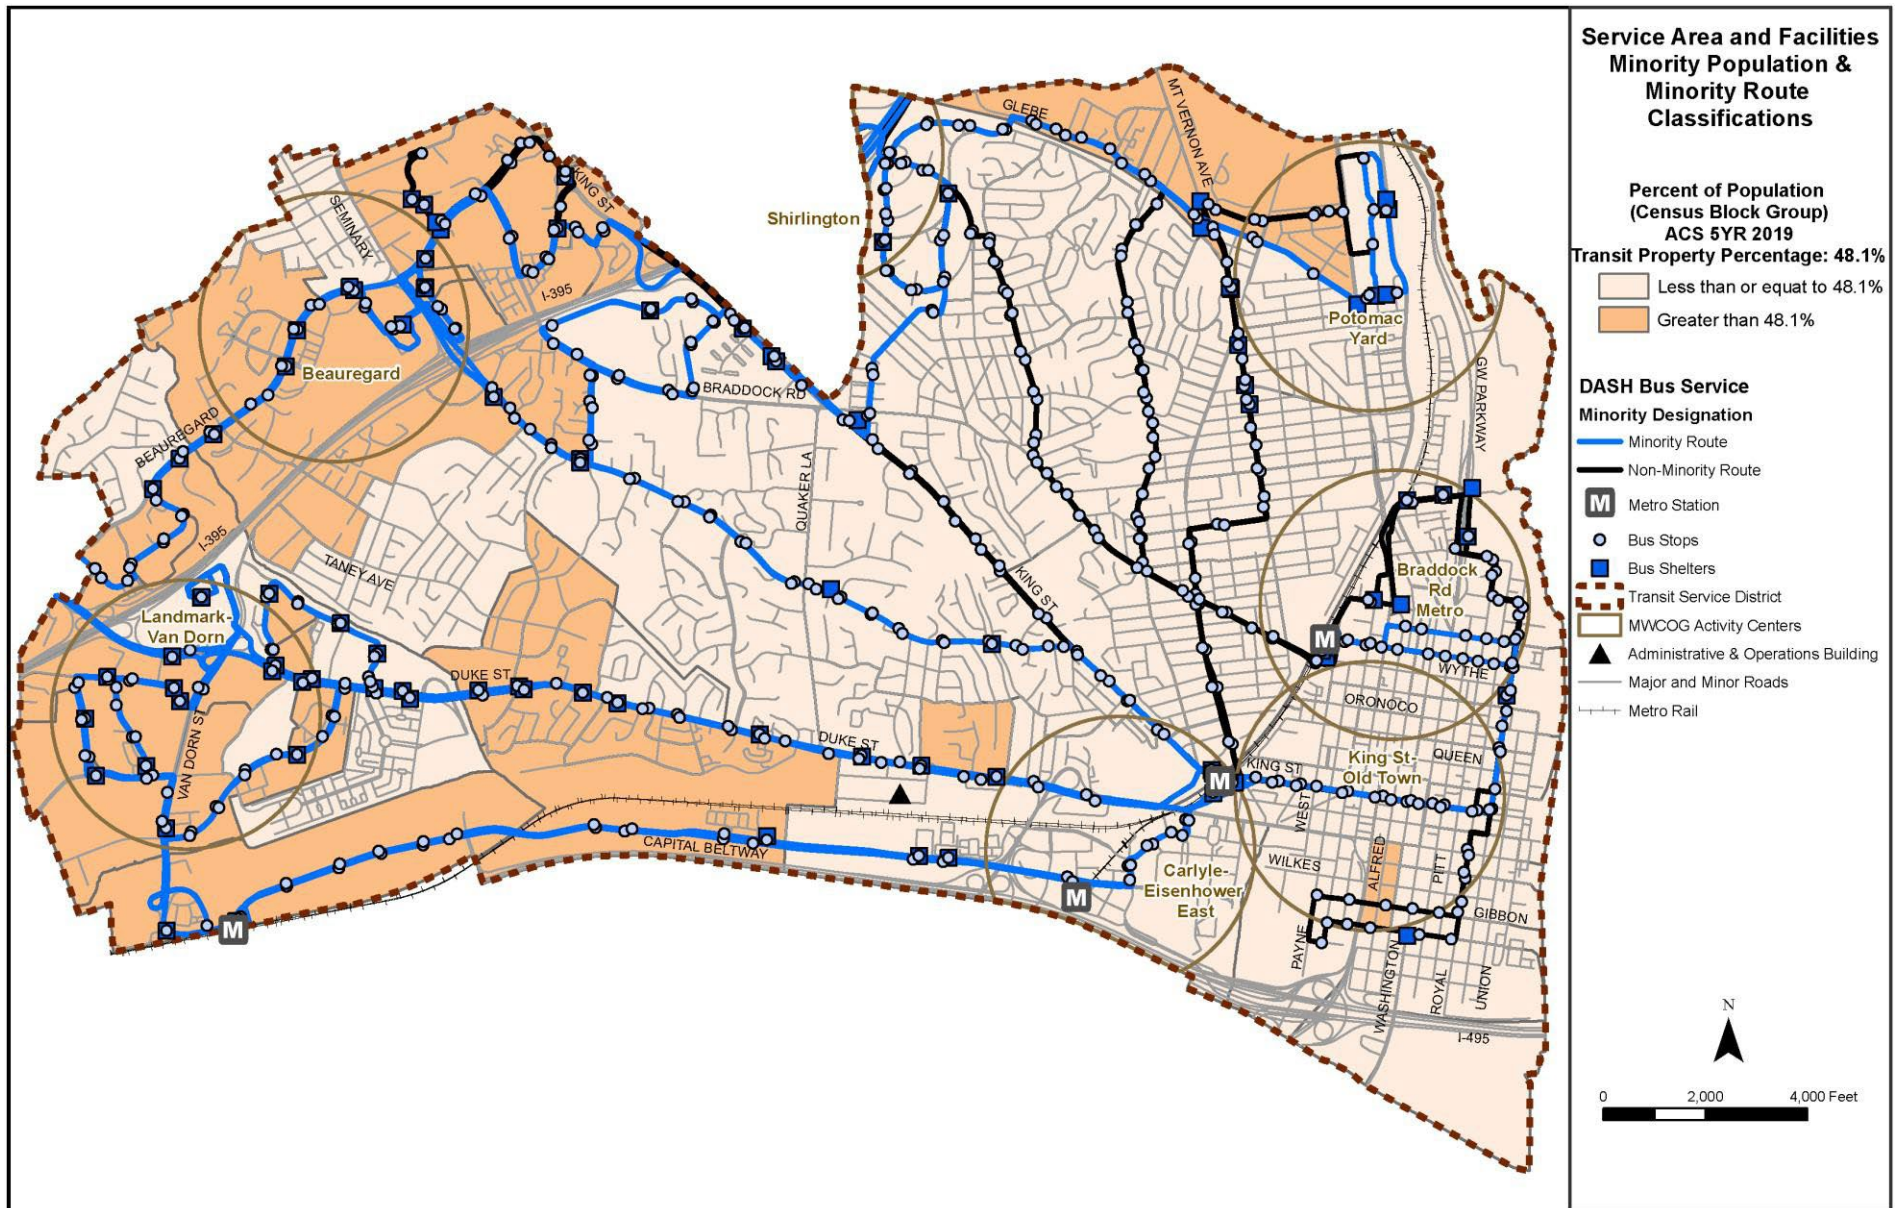 Service Area and Facilities
Minority Population &
Minority Route
Classifications
Percent of Population
(Census Block Group)
ACS 5YR 2019
Transit Property Percentage: 48.1%
Less than or equat to 48.1%
Greater than 48.1%
DASH Bus Service
Minority Designation
Minority Route
Non-Minority Route
M Metro Station
Bus Stops
Bus Shelters
Transit Service District
MWCOG Activity Centers
Administrative & Operations Building
Major and Minor Roads
Metro Rail
N
0 2,000 4,000 Feet
GLEBE
MT VERNON AVE
KING ST
SEMINARY
Shirlington
I-395
Potomac
Yard
Beauregard
BRADDOCK RD
GW PARKWAY
BEAUREGARD
QUAKER LA
I-395
TANEY AVE
KING ST
Braddock
Rd
Metro
Landmark-
Van Dorn
M
WYTHE
DUKE ST
ORONOCO
VAN DORN ST
DUKE ST
QUEEN
KING ST
King St-
Old Town
M
WEST
CAPITAL BELTWAY
WILKES
ALFRED
PITT
Carlyle-
Eisenhower
East
M
M
GIBBON
PAYNE
WASHINGTON
ROYAL
UNION
I-495